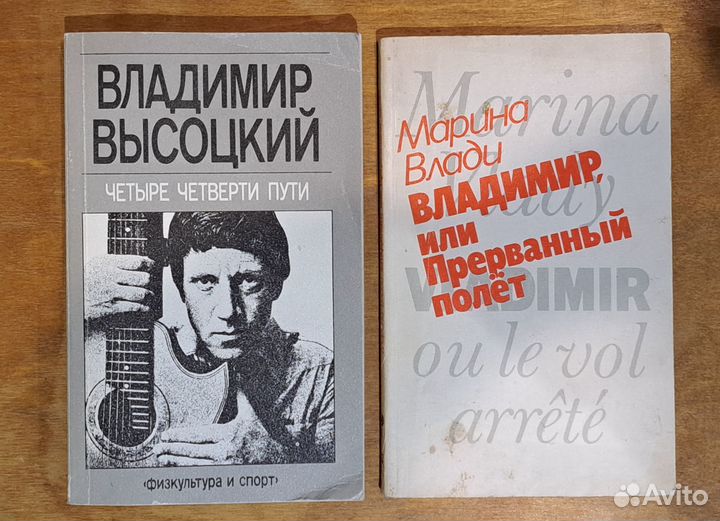 ВЛАДИМИР
ВЫСОЦКИЙ
ЧЕТЫРЕ ЧЕТВЕРТИ ПУТИ
‹физкультура и спорт›
Marina
Vlady
VLADIMIR
ou le vol
arrêté
Марина
Влади
ВЛАДИМИР,
или
Прерванный
полёт
Avito